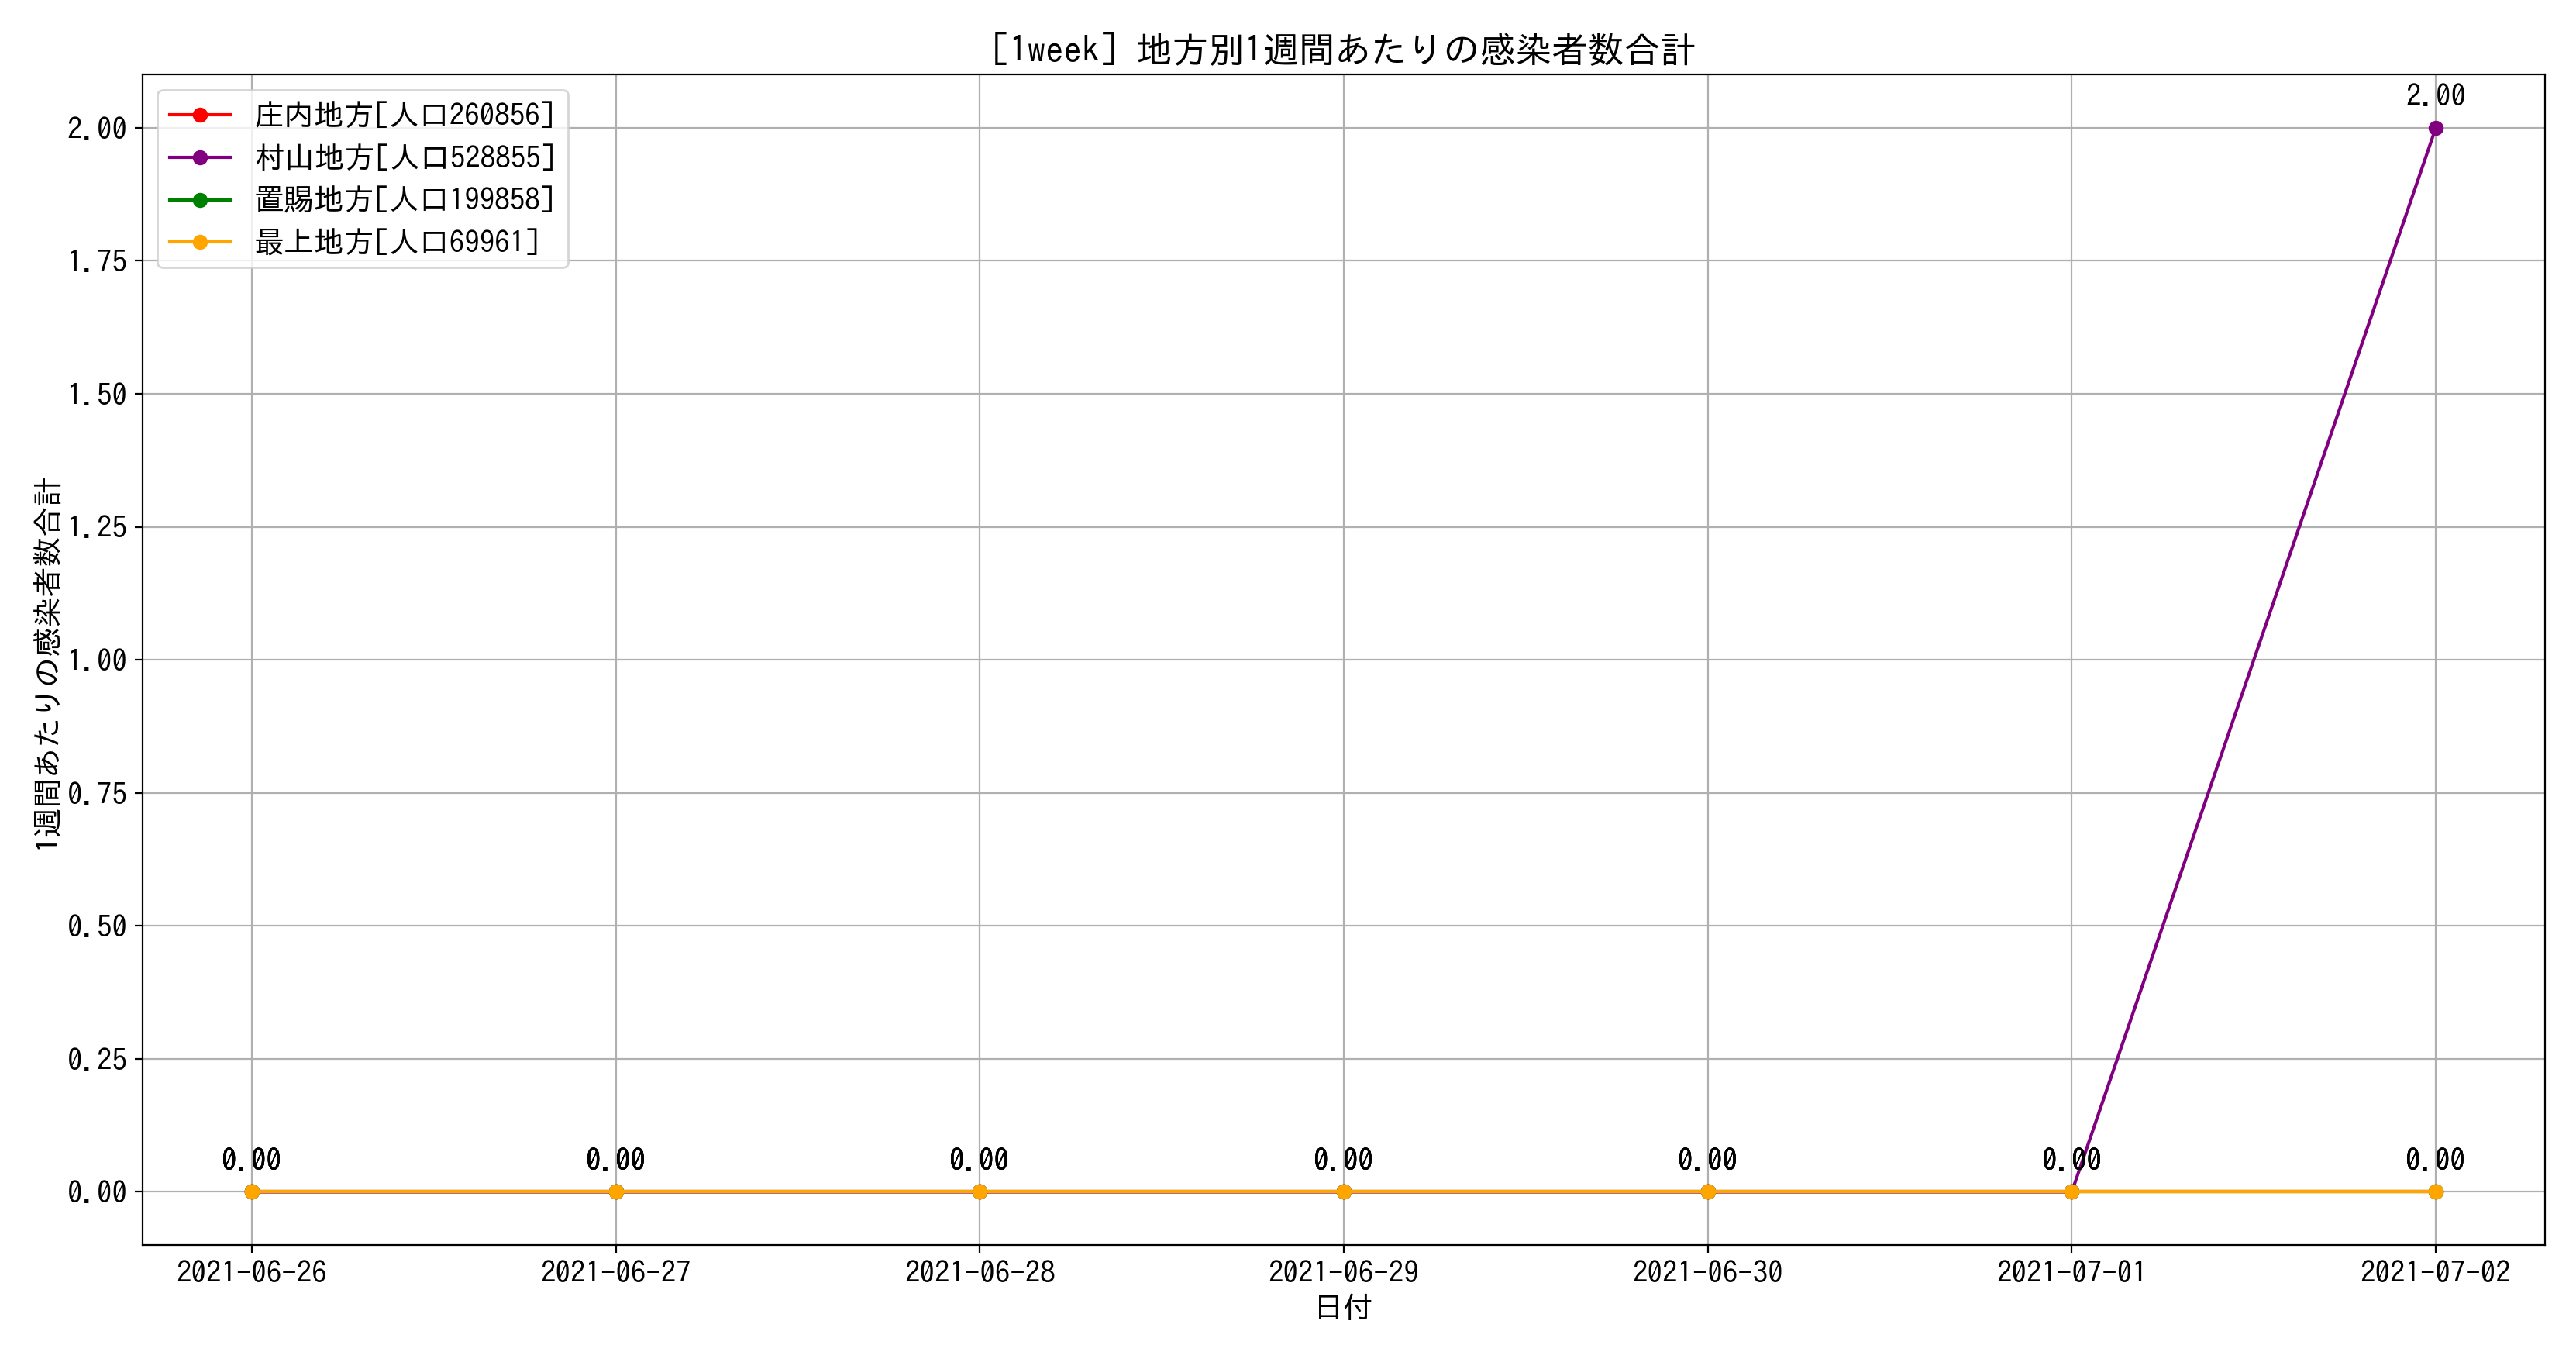 [1week] 地方別1週間あたりの感染者数合計
庄内地方[人口260856]
村山地方[人口528855]
置賜地方[人口199858]
最上地方[人口69961]
1週間あたりの感染者数合計
2.00
1.75
1.50
1.25
1.00
0.75
0.50
0.25
0.00
2.00
0.00 0.00 0.00 0.00 0.00 0.00 0.00
2021-06-26 2021-06-27 2021-06-28 2021-06-29 2021-06-30 2021-07-01 2021-07-02
日付